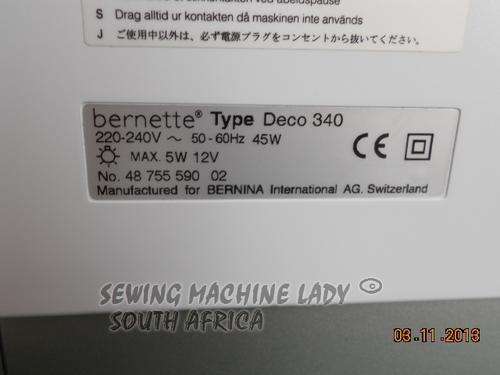 S Drag alltid ur kontakten då maskinen inte används
J ご使用中以外は、必ず電源プラグをコンセントから抜いてください。
bernette® Type Deco 340
220-240V ~ 50-60Hz 45W
MAX. 5W 12V
No. 48 755 590 02
Manufactured for BERNINA International AG. Switzerland
CE
SEWING MACHINE LADY ©
SOUTH AFRICA
03.11.2013